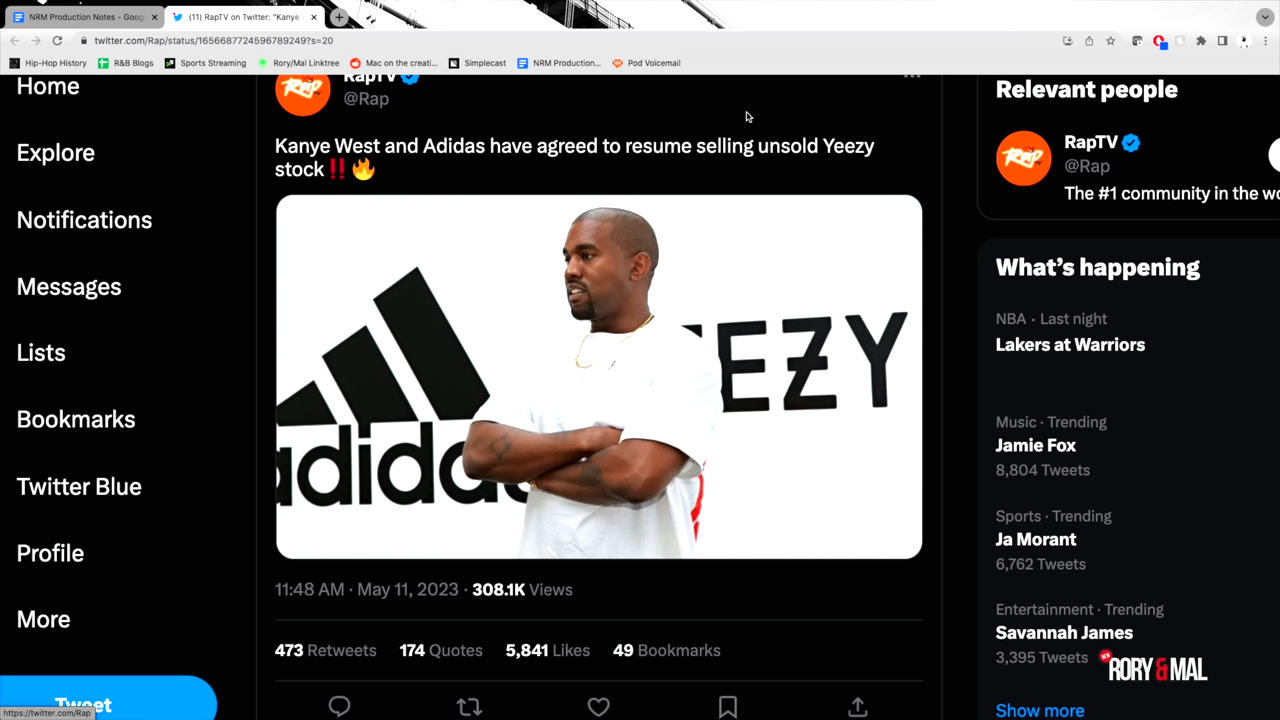 NRM Production Notes - Goog
(11) RapTV on Twitter: "Kanye
twitter.com/Rap/status/1656687724596789249?s=20
Hip-Hop History
R&B Blogs
Sports Streaming
Rory/Mal Linktree
Mac on the creati...
Simplecast
NRM Production...
Pod Voicemail
Home
Explore
Notifications
Messages
Lists
Bookmarks
Twitter Blue
Profile
More
Tweet
https://twitter.com/Rap
RapTV
@Rap
Kanye West and Adidas have agreed to resume selling unsold Yeezy
stock‼️🔥
adidas
EEZY
11:48 AM · May 11, 2023 · 308.1K Views
473 Retweets 174 Quotes 5,841 Likes 49 Bookmarks
Relevant people
RAP
RapTV
@Rap
The #1 community in the wo
What's happening
NBA · Last night
Lakers at Warriors
Music · Trending
Jamie Fox
8,804 Tweets
Sports · Trending
Ja Morant
6,762 Tweets
Entertainment · Trending
Savannah James
3,395 Tweets
Show more
NEW
RORY & MAL